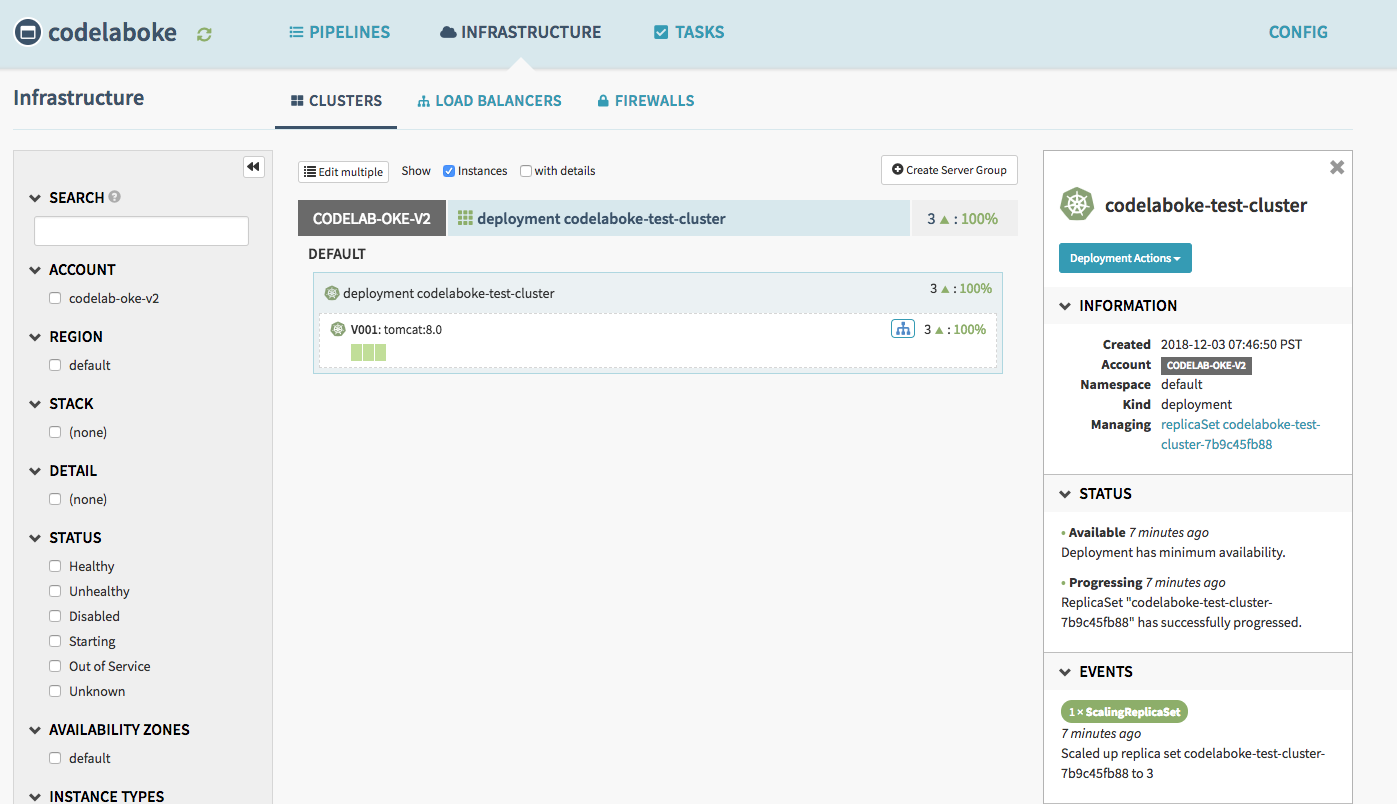 codelaboke
PIPELINES
INFRASTRUCTURE
TASKS
CONFIG
Infrastructure
CLUSTERS
LOAD BALANCERS
FIREWALLS
SEARCH ?
ACCOUNT
codelab-oke-v2
REGION
default
STACK
(none)
DETAIL
(none)
STATUS
Healthy
Unhealthy
Disabled
Starting
Out of Service
Unknown
AVAILABILITY ZONES
default
INSTANCE TYPES
Edit multiple
Show
Instances
with details
Create Server Group
CODELAB-OKE-V2
deployment codelaboke-test-cluster
3 ▲ : 100%
DEFAULT
deployment codelaboke-test-cluster
3 ▲ : 100%
V001: tomcat:8.0
3 ▲ : 100%
codelaboke-test-cluster
Deployment Actions
INFORMATION
Created 2018-12-03 07:46:50 PST
Account CODELAB-OKE-V2
Namespace default
Kind deployment
Managing replicaSet codelaboke-test-
cluster-7b9c45fb88
STATUS
• Available 7 minutes ago
Deployment has minimum availability.
• Progressing 7 minutes ago
ReplicaSet "codelaboke-test-cluster-
7b9c45fb88" has successfully progressed.
EVENTS
1 × ScalingReplicaSet
7 minutes ago
Scaled up replica set codelaboke-test-cluster-
7b9c45fb88 to 3